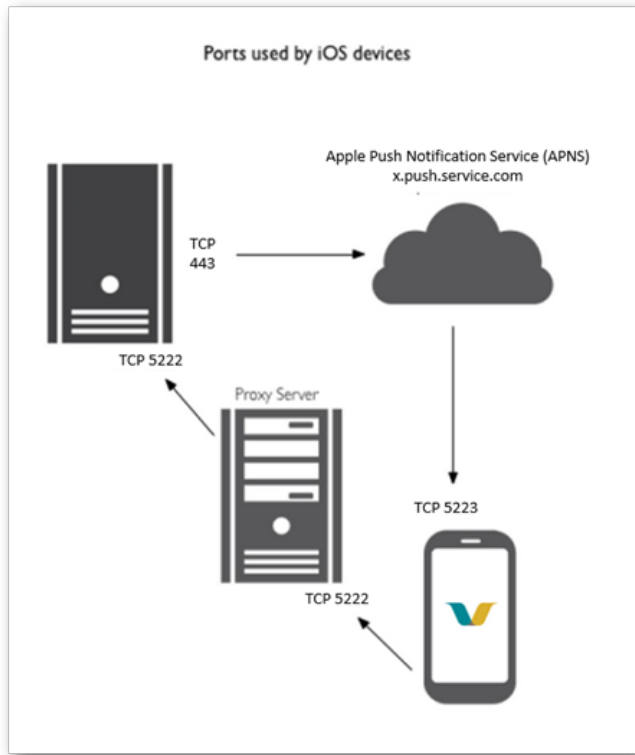 Ports used by iOS devices
Apple Push Notification Service (APNS)
x.push.service.com
TCP
443
TCP 5222
Proxy Server
TCP 5223
TCP 5222